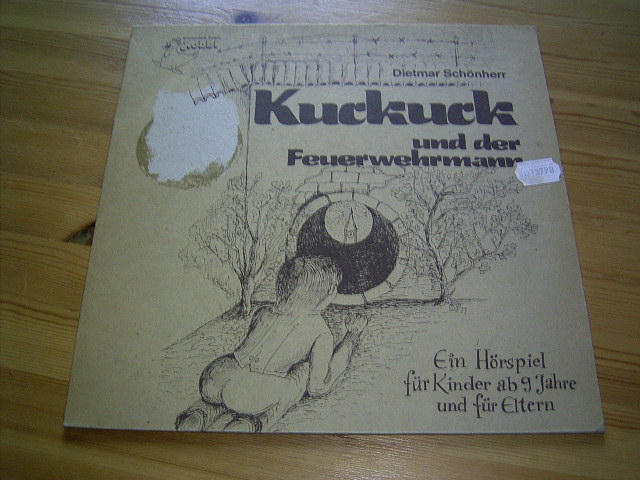 Dietmar Schönherr
Kuckuck
und der
Feuerwehrmann
Ein Hörspiel
für Kinder ab 9 Jahre
und für Eltern